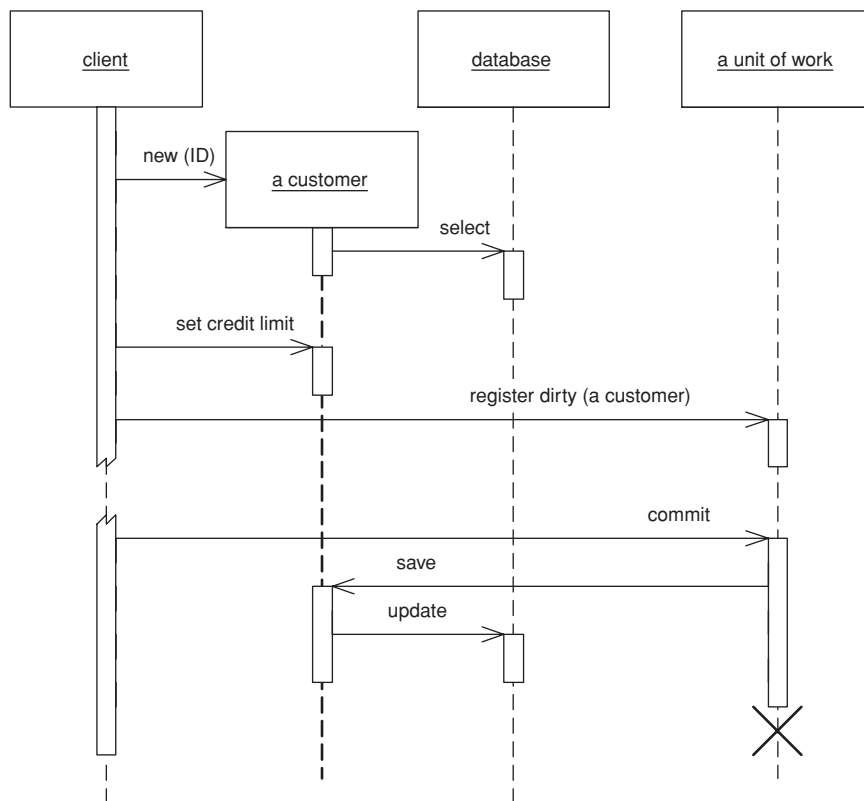 client
database
a unit of work
new (ID)
a customer
select
set credit limit
register dirty (a customer)
commit
save
update